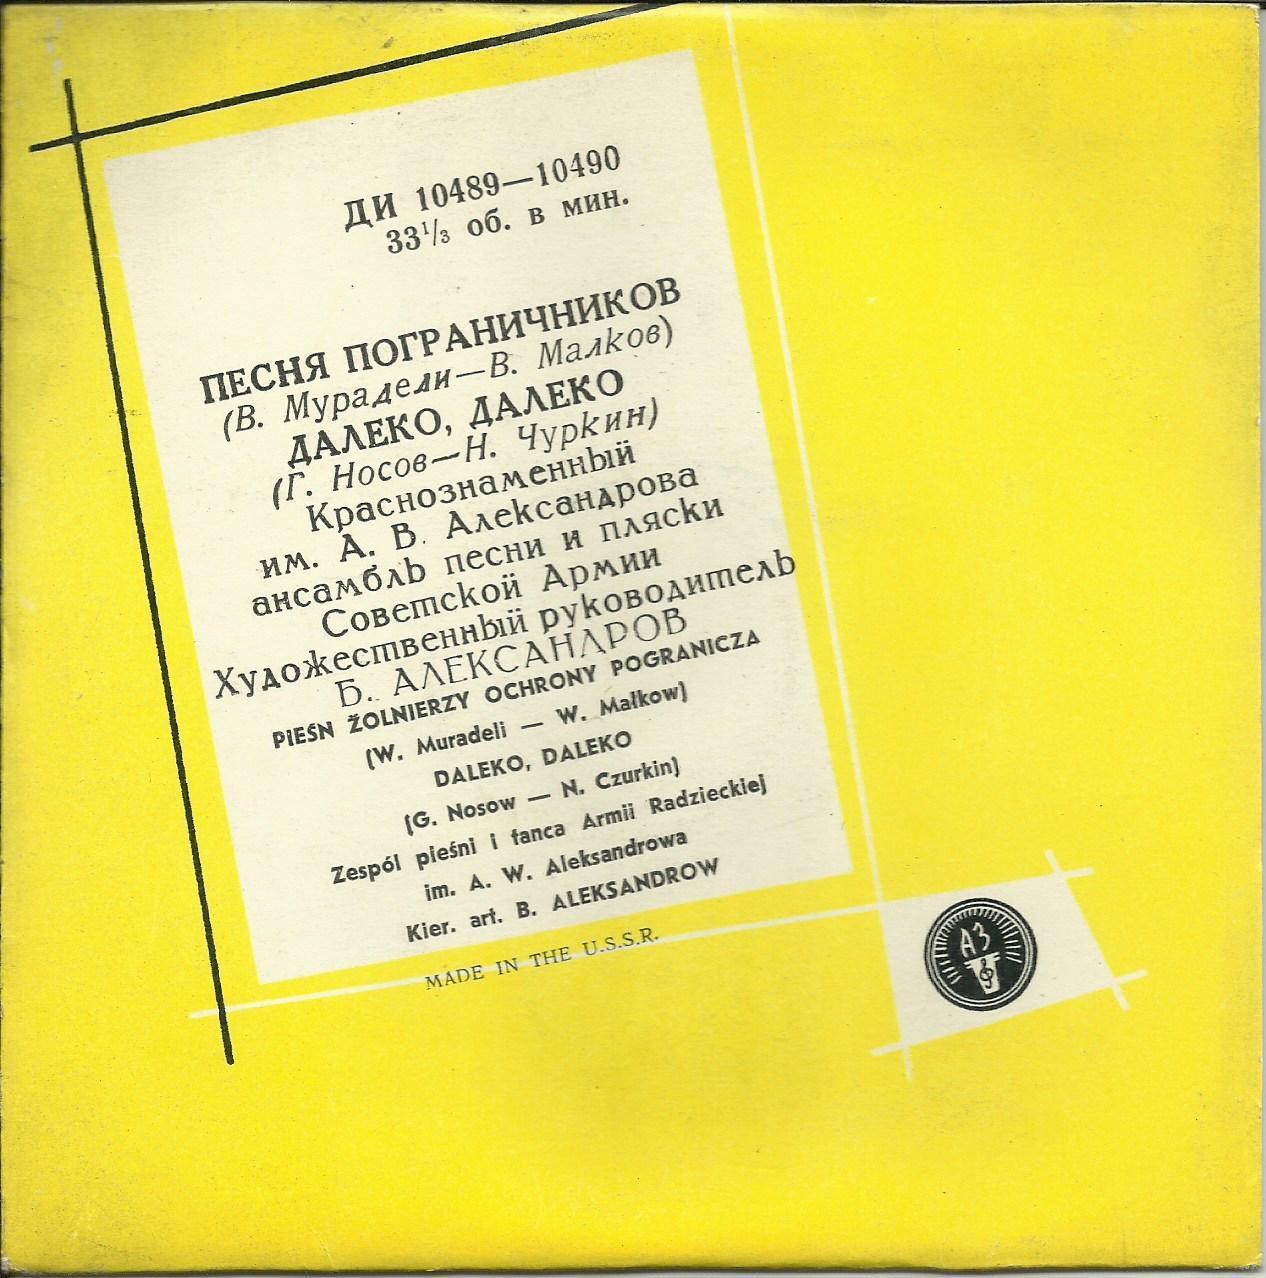 ДИ 10489—10490
33⅓ об. в мин.
ПЕСНЯ ПОГРАНИЧНИКОВ
(В. Мурадели—В. Малков)
ДАЛЕКО, ДАЛЕКО
(Г. Носов—Н. Чуркин)
Краснознаменный
им. А. В. Александрова
ансамбль песни и пляски
Советской Армии
Художественный руководитель
Б. АЛЕКСАНДРОВ
PIEŚN ŻOLNIERZY OCHRONY POGRANICZA
(W. Muradeli — W. Małkow)
DALEKO, DALEKO
(G. Nosow — N. Czurkin)
Zespól pieśni i tanca Armii Radzieckiej
im. A. W. Aleksandrowa
Kier. art. B. ALEKSANDROW
MADE IN THE U.S.S.R.
АЗ